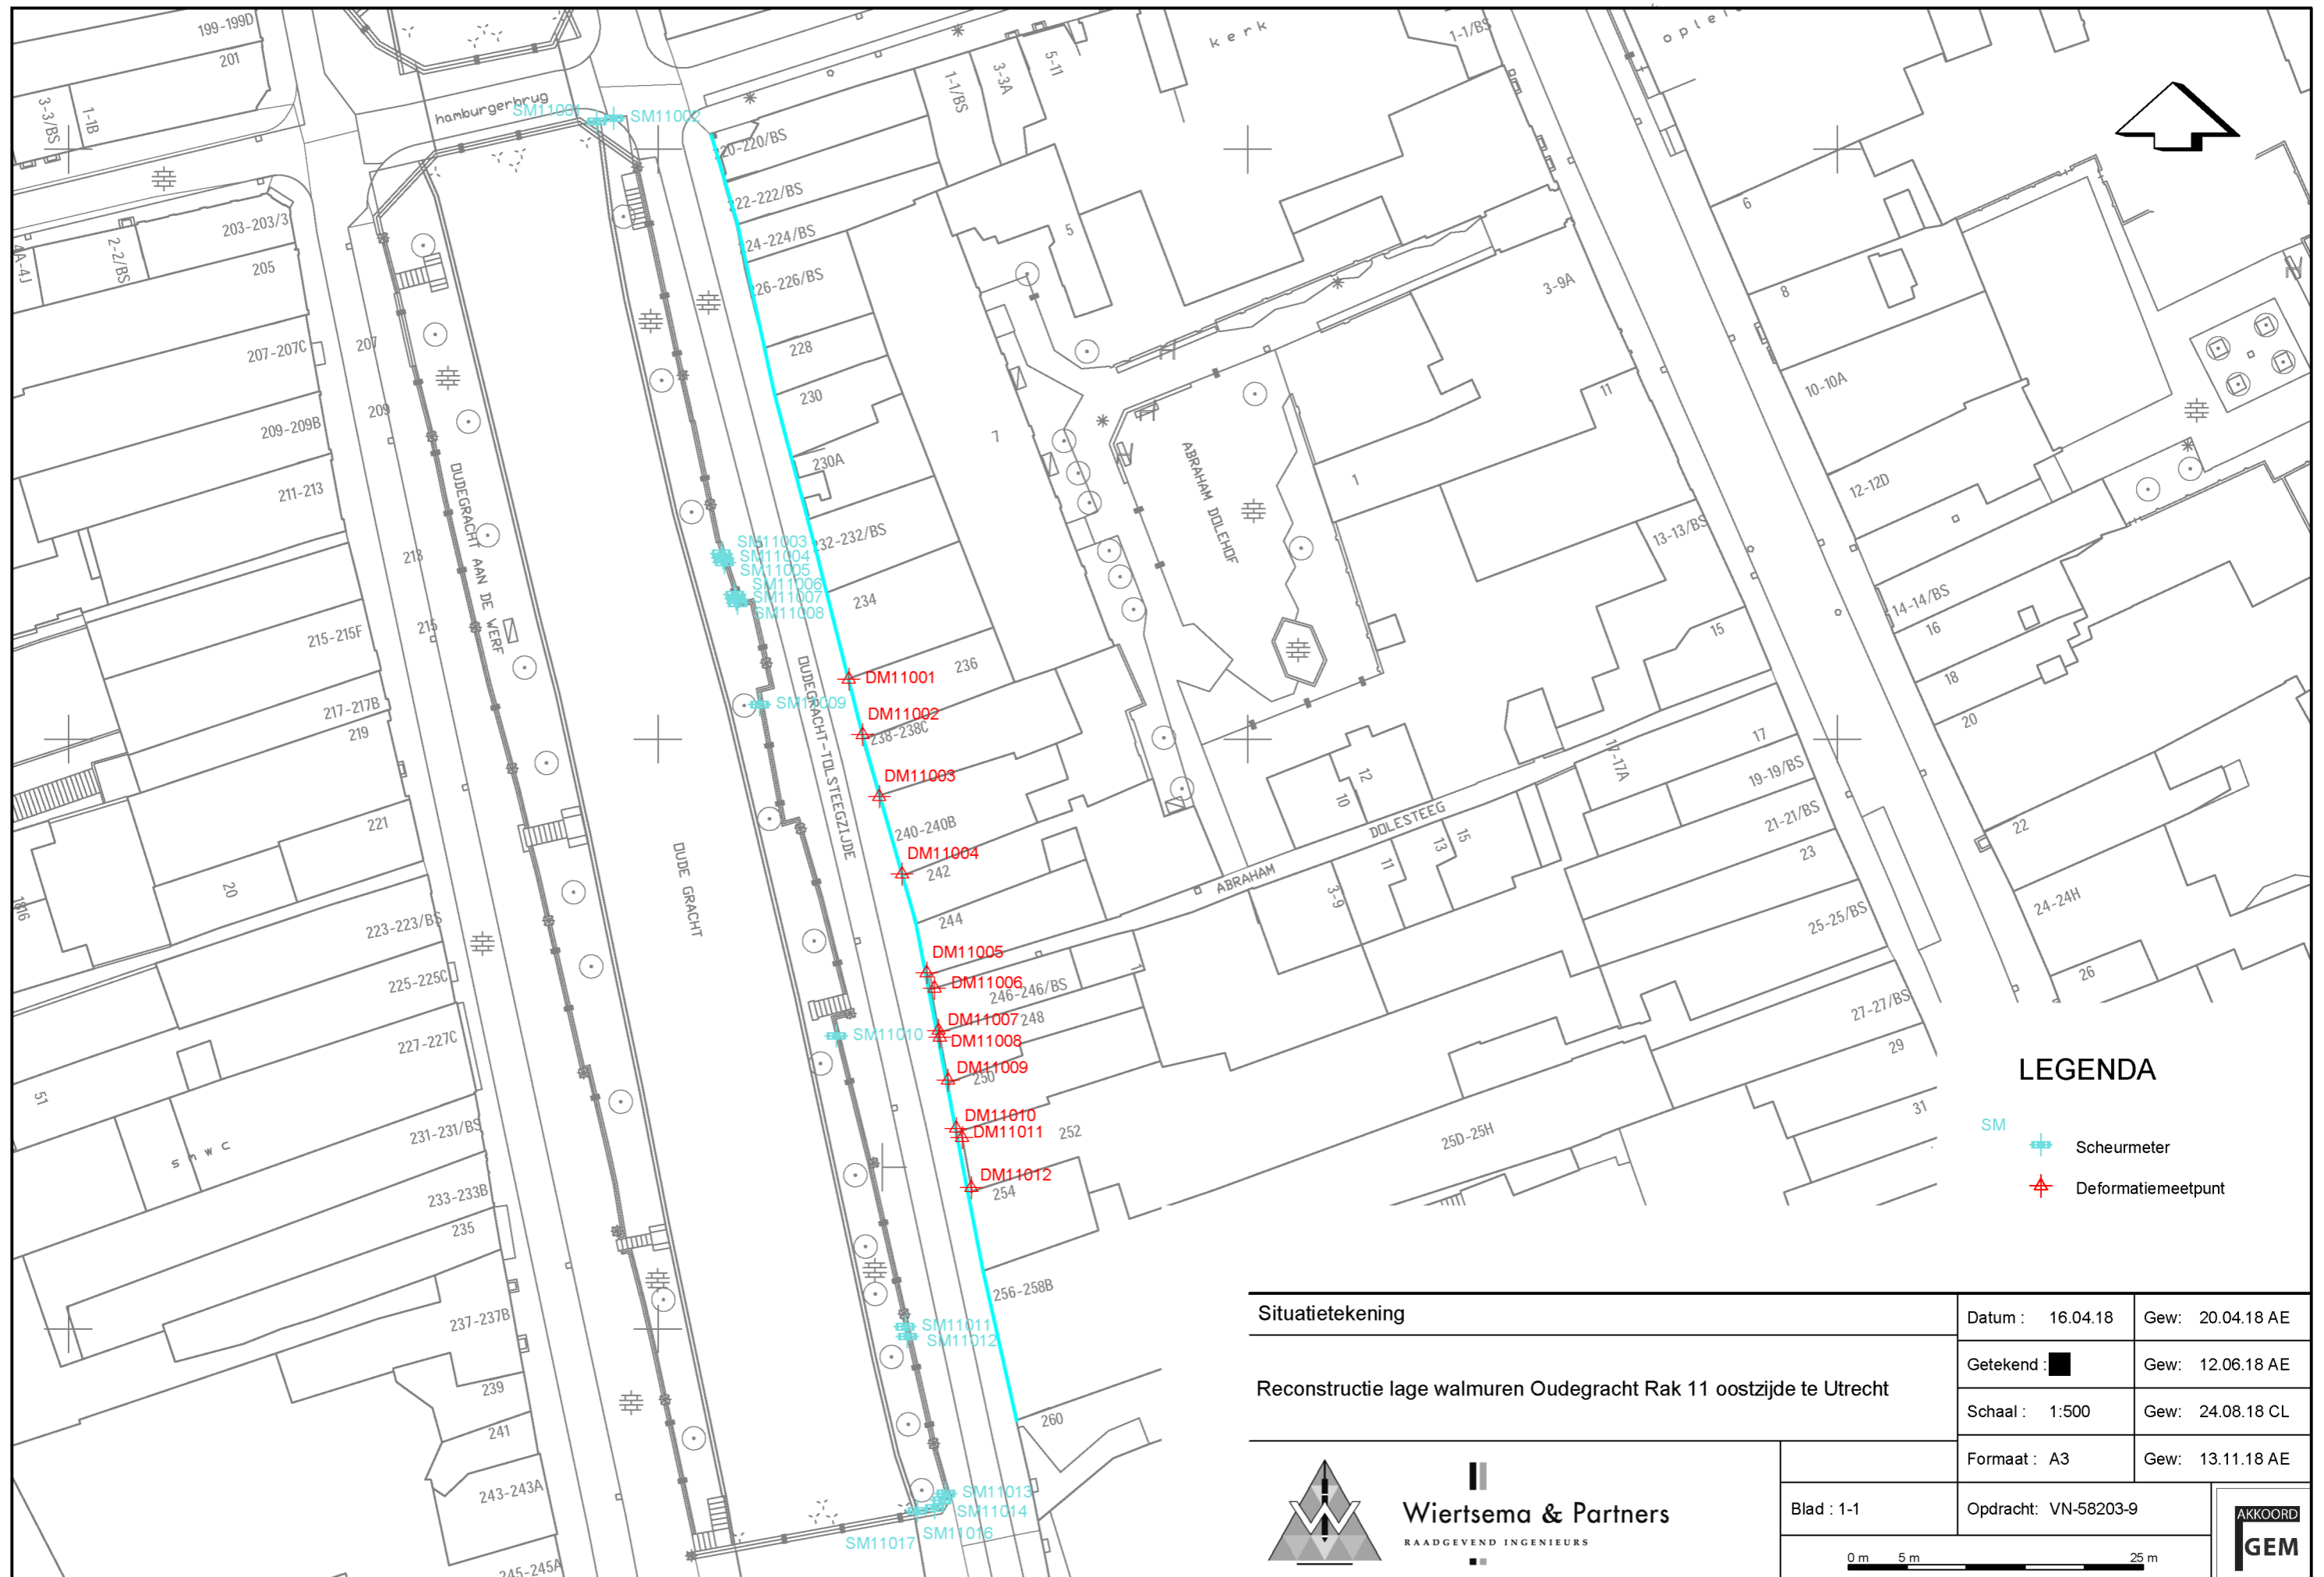 199-199D
201
3-3/BS
1-1B
hamburgerbrug
SM11001
SM11002
220-220/BS
222-222/BS
224-224/BS
226-226/BS
228
230
230A
232-232/BS
234
236
238-238C
240-240B
242
244
246-246/BS
248
250
252
254
256-258B
260
1-1/BS
3-3A
5-11
kerk
1-1/BS
5
7
3-9A
11
1
ABRAHAM DOLEHOF
13-13/BS
15
17
17-17A
19-19/BS
21-21/BS
23
25-25/BS
27-27/BS
29
31
25D-25H
12
10
15
13
11
3-9
1
ABRAHAM
DOLESTEEG
6
8
10-10A
12-12D
14-14/BS
16
18
20
22
24-24H
26
4A-4J
2-2/BS
203-203/3
205
207-207C
207
209
209-209B
211-213
213
215
215-215F
217-217B
219
221
20
223-223/BS
225-225C
227-227C
51
smwc
231-231/BS
233-233B
235
237-237B
239
241
243-243A
245-245A
OUDEGRACHT AAN DE WERF
OUDE GRACHT
OUDEGRACHT-TOLSTEEGZIJDE
SM11003
SM11004
SM11005
SM11006
SM11007
SM11008
SM11009
SM11010
SM11011
SM11012
SM11013
SM11014
SM11016
SM11017
DM11001
DM11002
DM11003
DM11004
DM11005
DM11006
DM11007
DM11008
DM11009
DM11010
DM11011
DM11012
LEGENDA
SM
Scheurmeter
Deformatiemeetpunt
Situatietekening
Reconstructie lage walmuren Oudegracht Rak 11 oostzijde te Utrecht
Datum : 16.04.18 Gew: 20.04.18 AE
Getekend : Gew: 12.06.18 AE
Schaal : 1:500 Gew: 24.08.18 CL
Formaat : A3 Gew: 13.11.18 AE
Blad : 1-1 Opdracht: VN-58203-9
Wiertsema & Partners
RAADGEVEND INGENIEURS
0 m 5 m 25 m
AKKOORD
GEM